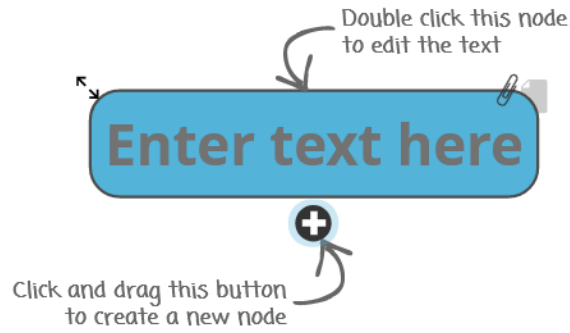 Double click this node
to edit the text
Enter text here
Click and drag this button
to create a new node